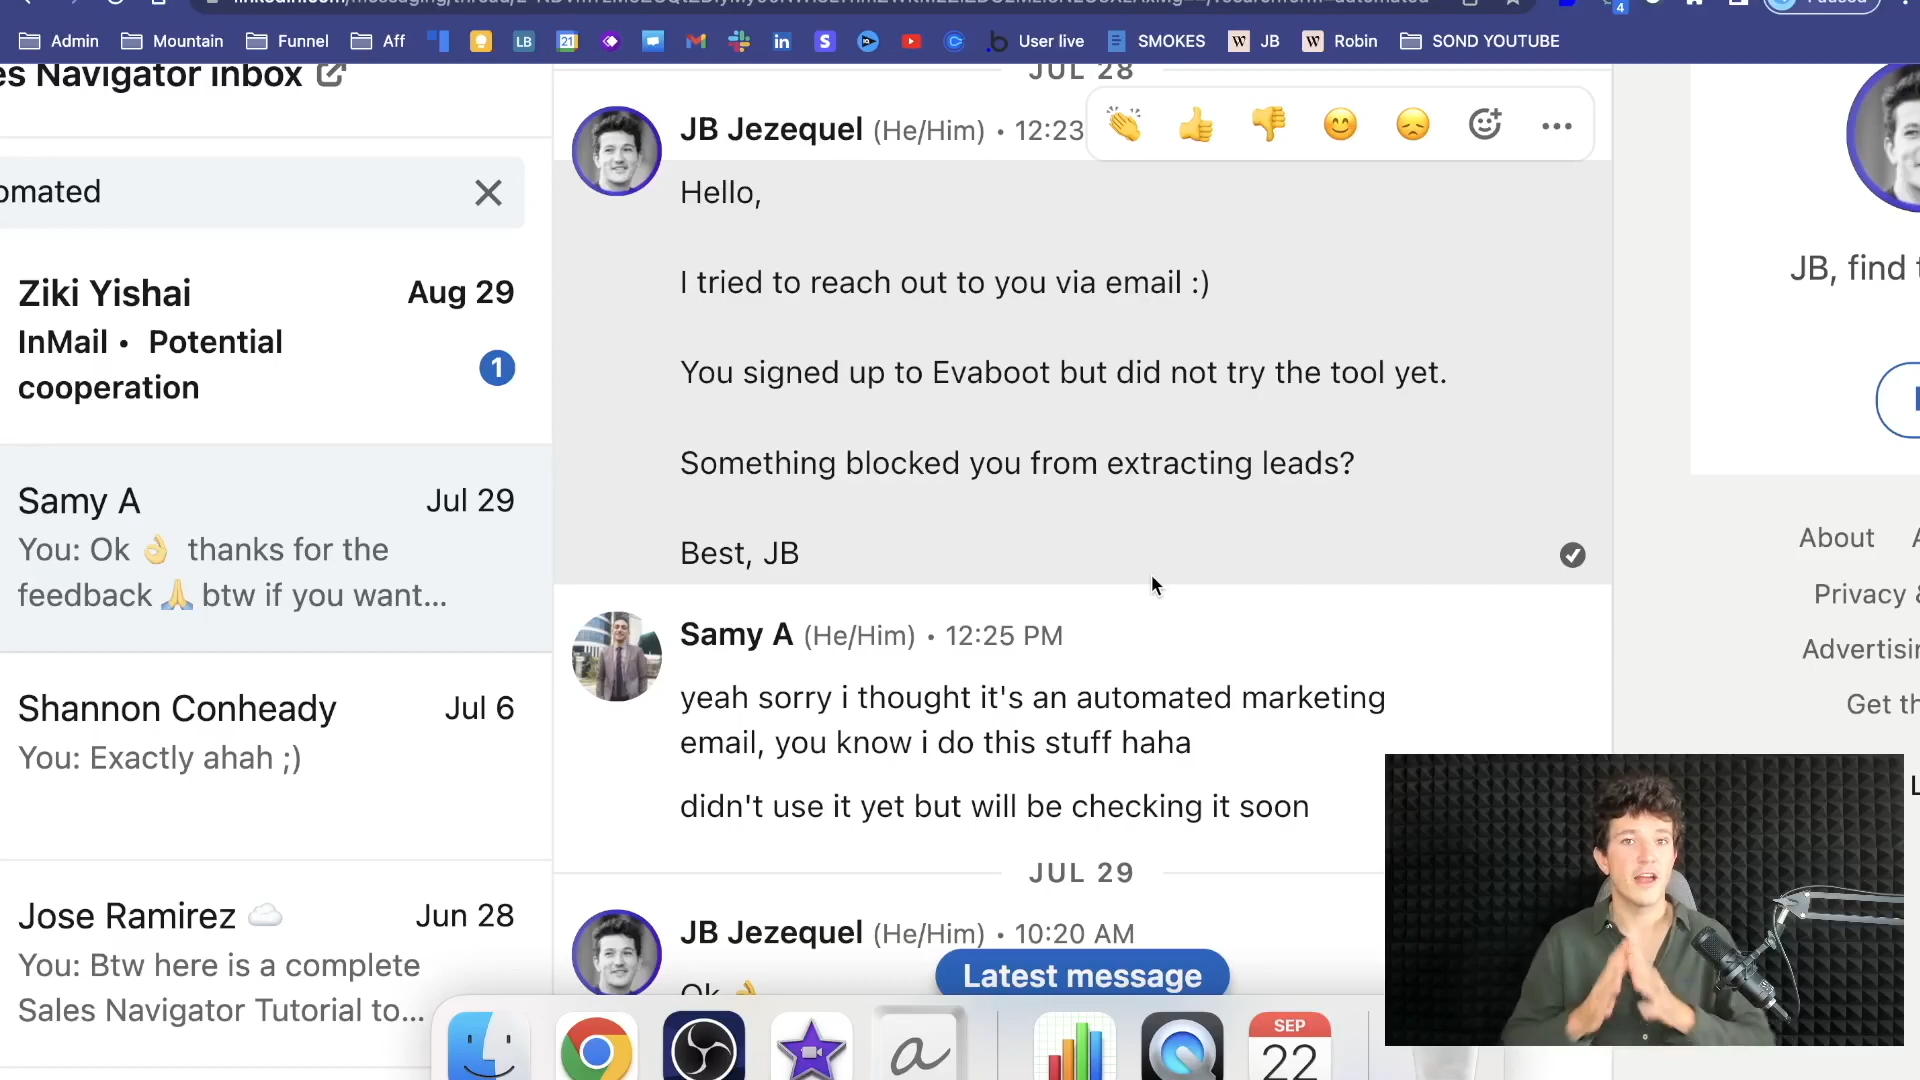 Admin
Mountain
Funnel
Aff
LB
21
4
User live
SMOKES
W
JB
W
Robin
SOND YOUTUBE
es Navigator inbox
omated
Ziki Yishai
Aug 29
InMail • Potential
cooperation
1
Samy A
Jul 29
You: Ok 👌 thanks for the
feedback 🙏 btw if you want...
Shannon Conheady
Jul 6
You: Exactly ahah ;)
Jose Ramirez ☁️
Jun 28
You: Btw here is a complete
Sales Navigator Tutorial to...
JUL 28
JB Jezequel (He/Him) • 12:23
Hello,
I tried to reach out to you via email :)
You signed up to Evaboot but did not try the tool yet.
Something blocked you from extracting leads?
Best, JB
Samy A (He/Him) • 12:25 PM
yeah sorry i thought it's an automated marketing
email, you know i do this stuff haha
didn't use it yet but will be checking it soon
JUL 29
JB Jezequel (He/Him) • 10:20 AM
Ok 👌
Latest message
JB, find
About
Privacy &
Advertisin
Get th
SEP
22